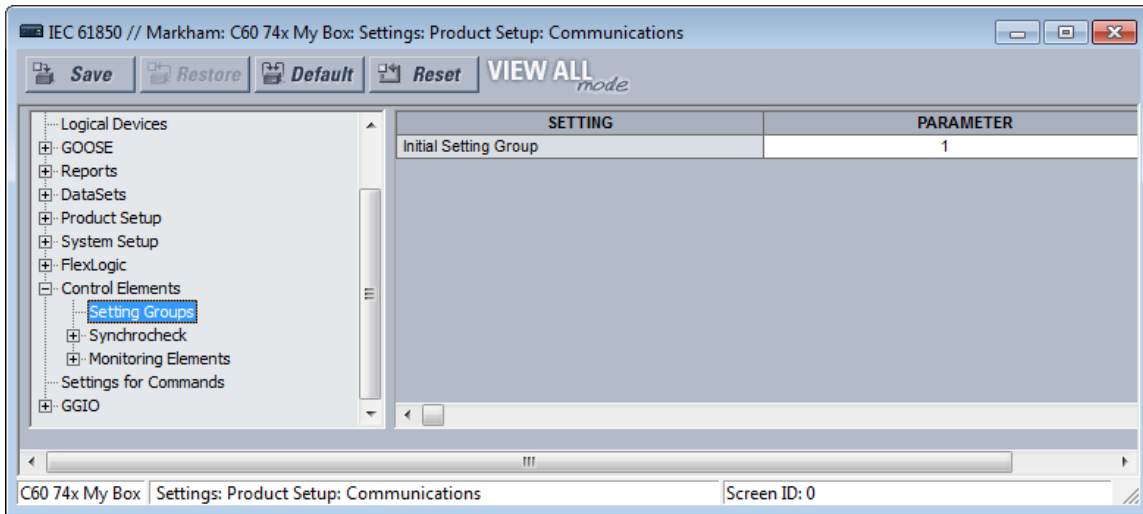 IEC 61850 // Markham: C60 74x My Box: Settings: Product Setup: Communications
Save Restore Default Reset VIEW ALL mode
Logical Devices
GOOSE
Reports
DataSets
Product Setup
System Setup
FlexLogic
Control Elements
Setting Groups
Synchrocheck
Monitoring Elements
Settings for Commands
GGIO
SETTING PARAMETER
Initial Setting Group 1
C60 74x My Box Settings: Product Setup: Communications Screen ID: 0